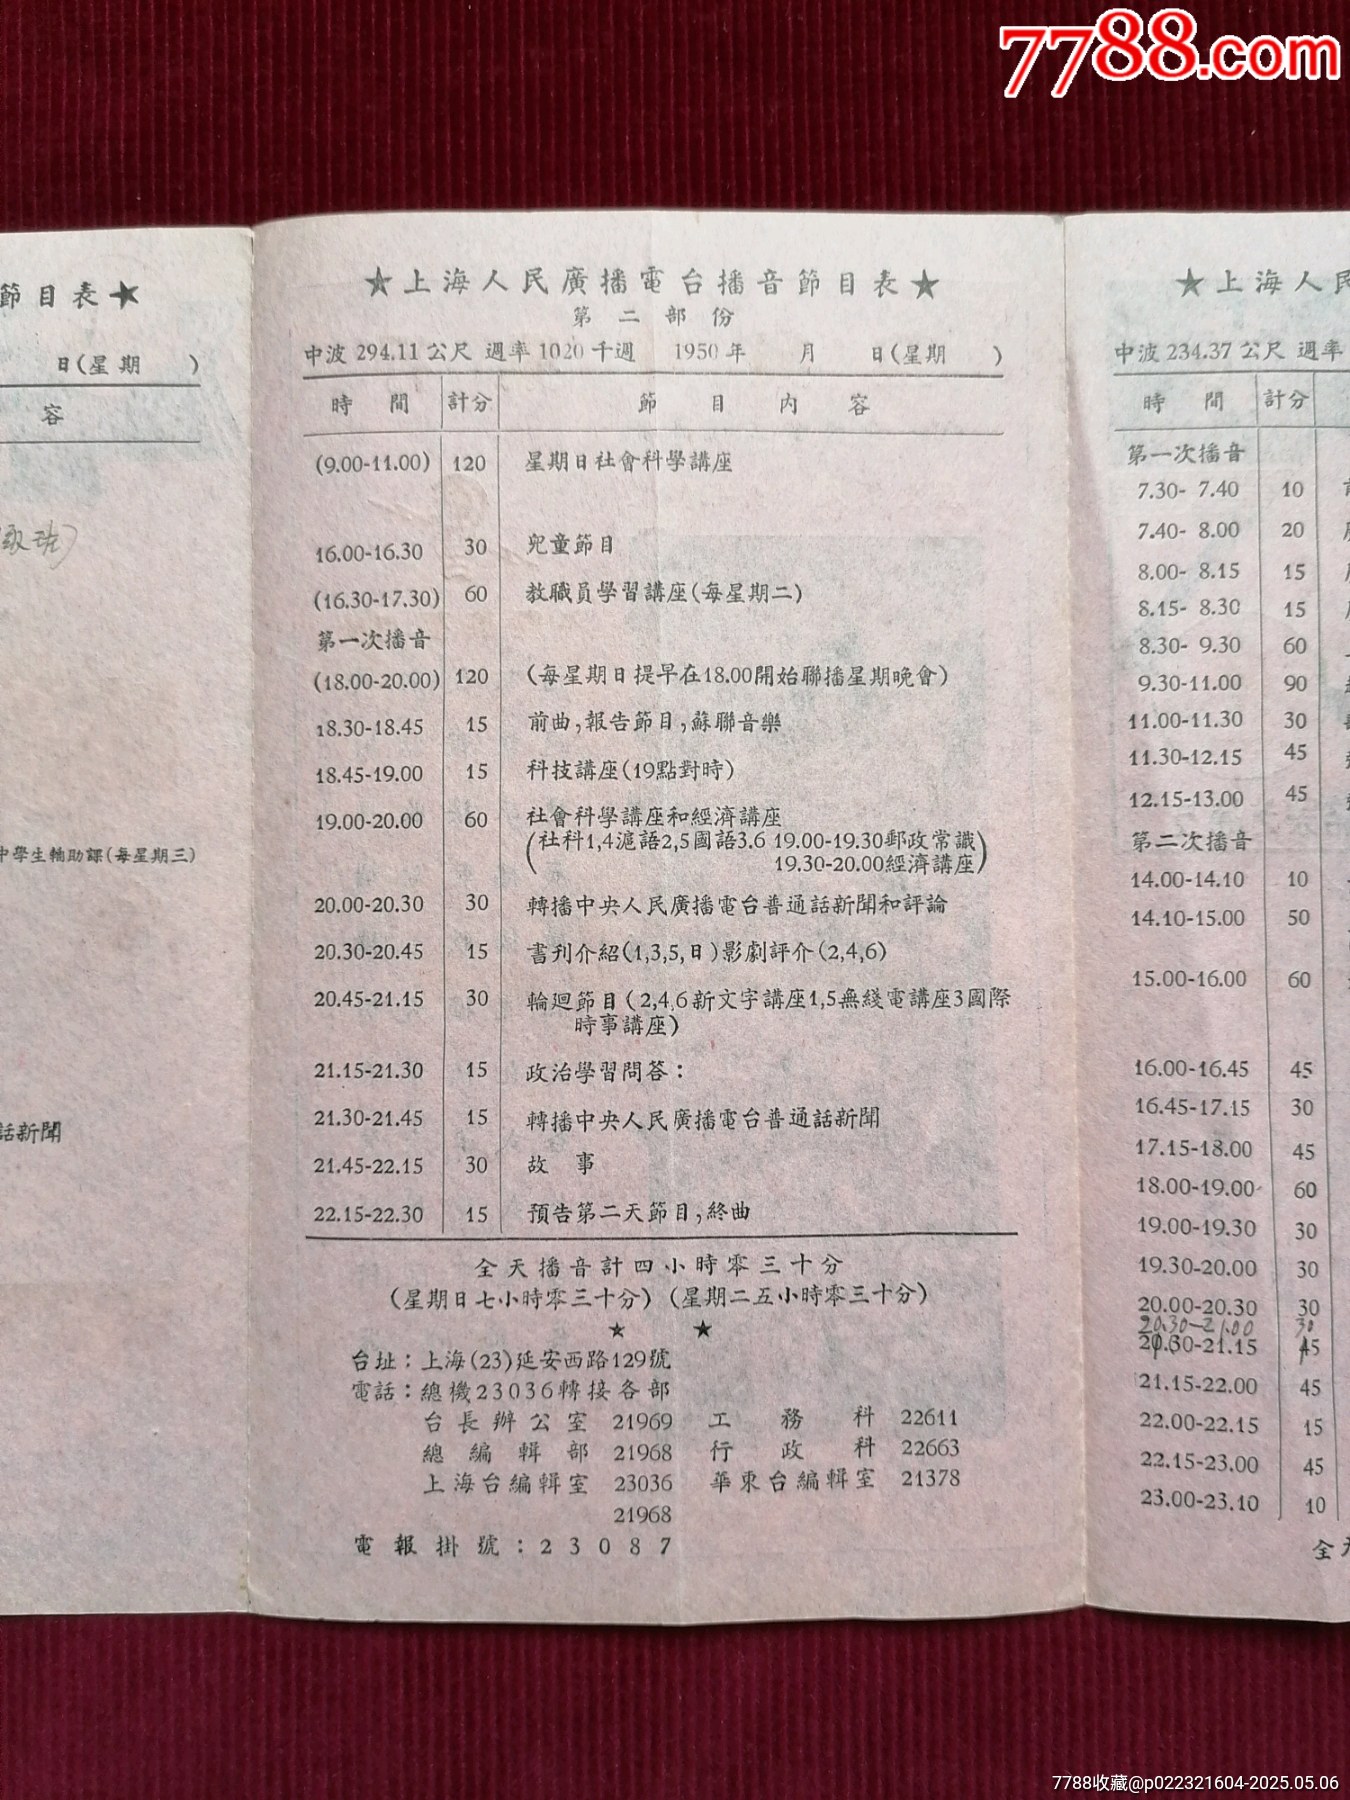 7788.com
節目表★
日(星期 )
容
中學生輔助課(每星期三)
話新聞
★上海人民廣播電台播音節目表★
第二部份
中波 294.11公尺 週率1020千週 1950年 月 日(星期 )
時 間 計分 節 目 內 容
(9.00-11.00) 120 星期日社會科學講座
16.00-16.30 30 兒童節目
(16.30-17.30) 60 教職員學習講座(每星期二)
第一次播音
(18.00-20.00) 120 (每星期日提早在18.00開始聯播星期晚會)
18.30-18.45 15 前曲,報告節目,蘇聯音樂
18.45-19.00 15 科技講座(19點對時)
19.00-20.00 60 社會科學講座和經濟講座
(社科1,4滬語2,5國語3.6 19.00-19.30郵政常識
19.30-20.00經濟講座)
20.00-20.30 30 轉播中央人民廣播電台普通話新聞和評論
20.30-20.45 15 書刊介紹(1,3,5,日)影劇評介(2,4,6)
20.45-21.15 30 輪迴節目(2,4,6新文字講座1,5無綫電講座3國際
時事講座)
21.15-21.30 15 政治學習問答:
21.30-21.45 15 轉播中央人民廣播電台普通話新聞
21.45-22.15 30 故 事
22.15-22.30 15 預告第二天節目,終曲
全天播音計四小時零三十分
(星期日七小時零三十分)(星期二五小時零三十分)
★ ★
台址:上海(23)延安西路129號
電話:總機23036轉接各部
台長辦公室 21969 工務科 22611
總編輯部 21968 行政科 22663
上海台編輯室 23036 華東台編輯室 21378
21968
電報掛號:23087
★上海人民
中波 234.37公尺 週率
時 間 計分
第一次播音
7.30- 7.40 10
7.40- 8.00 20
8.00- 8.15 15
8.15- 8.30 15
8.30- 9.30 60
9.30-11.00 90
11.00-11.30 30
11.30-12.15 45
12.15-13.00 45
第二次播音
14.00-14.10 10
14.10-15.00 50
15.00-16.00 60
16.00-16.45 45
16.45-17.15 30
17.15-18.00 45
18.00-19.00 60
19.00-19.30 30
19.30-20.00 30
20.00-20.30 30
20.30-21.00 30
20.30-21.15 45
21.15-22.00 45
22.00-22.15 15
22.15-23.00 45
23.00-23.10 10
全天
7788收藏@p022321604-2025.05.06